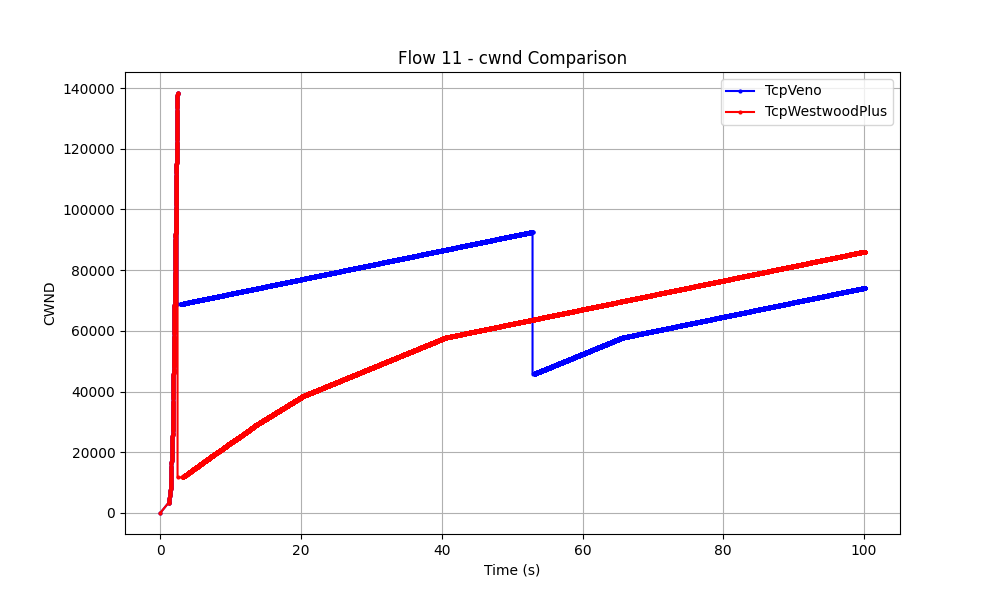 Flow 11 - cwnd Comparison
TcpVeno
TcpWestwoodPlus
CWND
140000
120000
100000
80000
60000
40000
20000
0
0 20 40 60 80 100
Time (s)